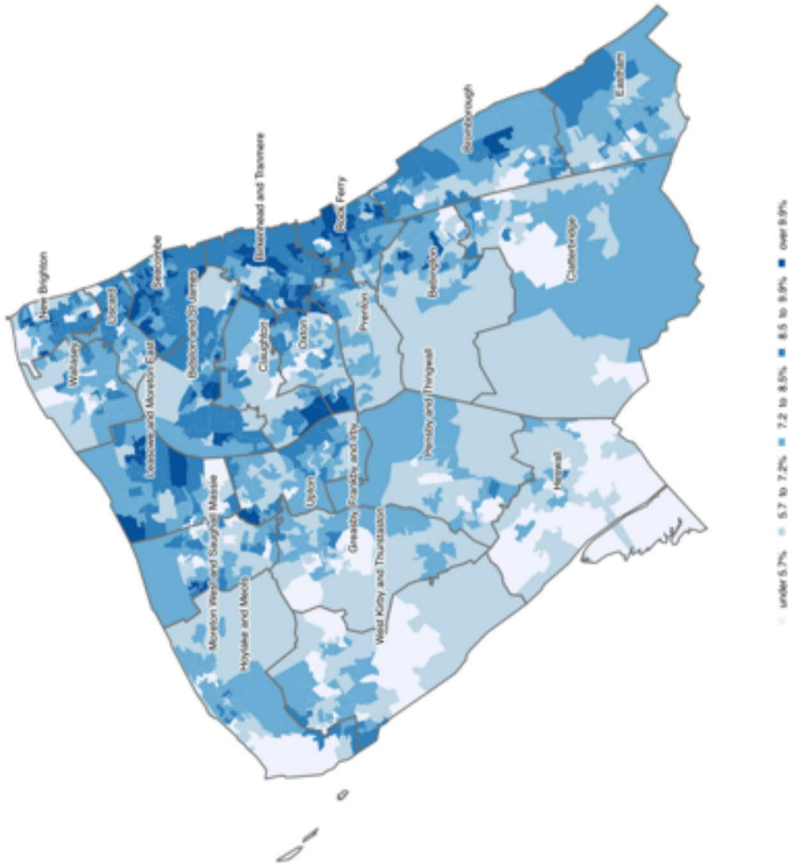 New Brighton
Wallasey
Liscard
Seacombe
Leasowe and Moreton East
Bidston and St James
Birkenhead and Tranmere
Claughton
Oxton
Rock Ferry
Prenton
Moreton West and Saughall Massie
Upton
Hoylake and Meols
Greasby, Frankby and Irby
West Kirby and Thurstaston
Pensby and Thingwall
Bebington
Bromborough
Clatterbridge
Eastham
Heswall
under 5.7% 5.7 to 7.2% 7.2 to 8.5% 8.5 to 9.9% over 9.9%